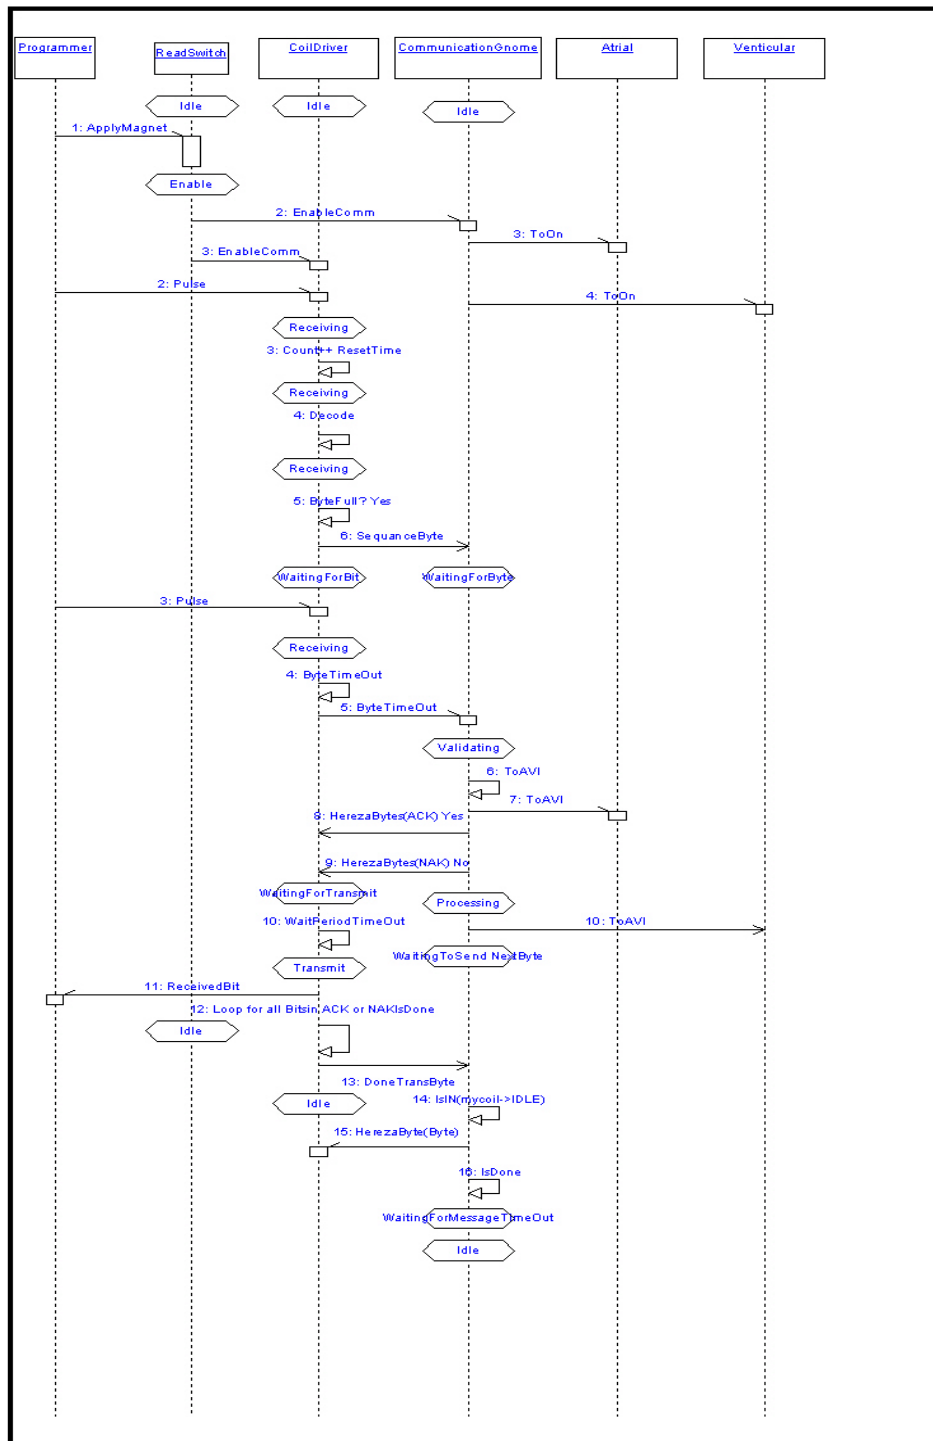 Programmer
ReadSwitch
CoilDriver
CommunicationGnome
Atrial
Venticular
Idle
Idle
Idle
1: ApplyMagnet
Enable
2: EnableComm
3: ToOn
3: EnableComm
2: Pulse
4: ToOn
Receiving
3: Count++ ResetTime
Receiving
4: Decode
Receiving
5: ByteFull? Yes
6: SequanceByte
WaitingForBit
WaitingForByte
3: Pulse
Receiving
4: ByteTimeOut
5: ByteTimeOut
Validating
6: ToAVI
7: ToAVI
8: HerezaBytes(ACK) Yes
9: HerezaBytes(NAK) No
WaitingForTransmit
Processing
10: WaitPeriodTimeOut
10: ToAVI
WaitingToSend NextByte
Transmit
11: ReceivedBit
12: Loop for all Bitsin ACK or NAKIsDone
Idle
13: DoneTransByte
14: IsIN(mycoil->IDLE)
Idle
15: HerezaByte(Byte)
16: IsDone
WaitingForMessageTimeOut
Idle